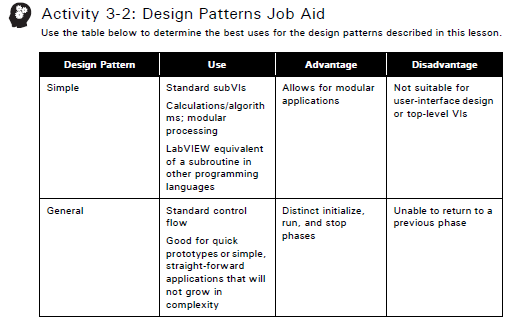 Activity 3-2: Design Patterns Job Aid
Use the table below to determine the best uses for the design patterns described in this lesson.
Design Pattern Use Advantage Disadvantage
Simple
Standard subVIs
Calculations/algorith
ms; modular
processing
LabVIEW equivalent
of a subroutine in
other programming
languages
Allows for modular
applications
Not suitable for
user-interface design
or top-level VIs
General
Standard control
flow
Good for quick
prototypes or simple,
straight-forward
applications that will
not grow in
complexity
Distinct initialize,
run, and stop
phases
Unable to return to a
previous phase